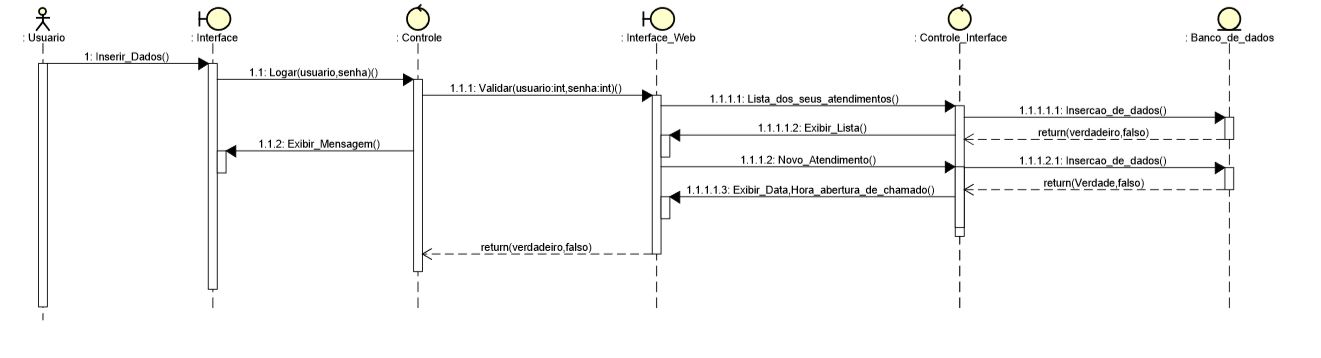 : Usuario
: Interface
: Controle
: Interface_Web
: Controle_Interface
: Banco_de_dados
1: Inserir_Dados()
1.1: Logar(usuario,senha)()
1.1.1: Validar(usuario:int,senha:int)()
1.1.1.1: Lista_dos_seus_atendimentos()
1.1.1.1.1: Insercao_de_dados()
1.1.1.1.2: Exibir_Lista()
return(verdadeiro,falso)
1.1.2: Exibir_Mensagem()
1.1.1.2: Novo_Atendimento()
1.1.1.2.1: Insercao_de_dados()
return(Verdade,falso)
1.1.1.1.3: Exibir_Data,Hora_abertura_de_chamado()
return(verdadeiro,falso)